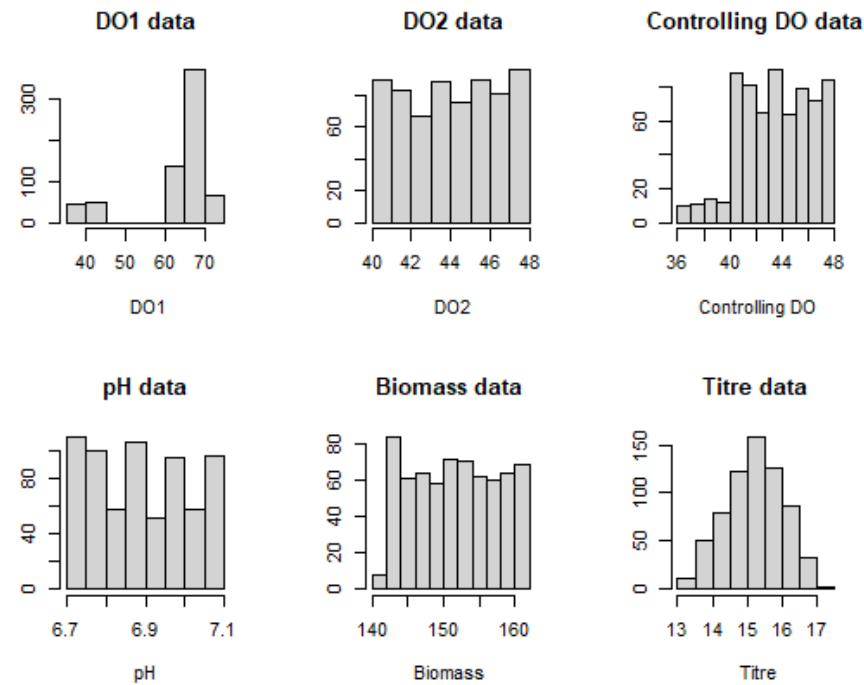 DO1 data
DO2 data
Controlling DO data
0 100 300
0 20 60
0 20 60
40 50 60 70
40 42 44 46 48
36 40 44 48
DO1
DO2
Controlling DO
pH data
Biomass data
Titre data
0 40 80
0 20 40 60 80
0 50 100 150
6.7 6.9 7.1
140 150 160
13 14 15 16 17
pH
Biomass
Titre